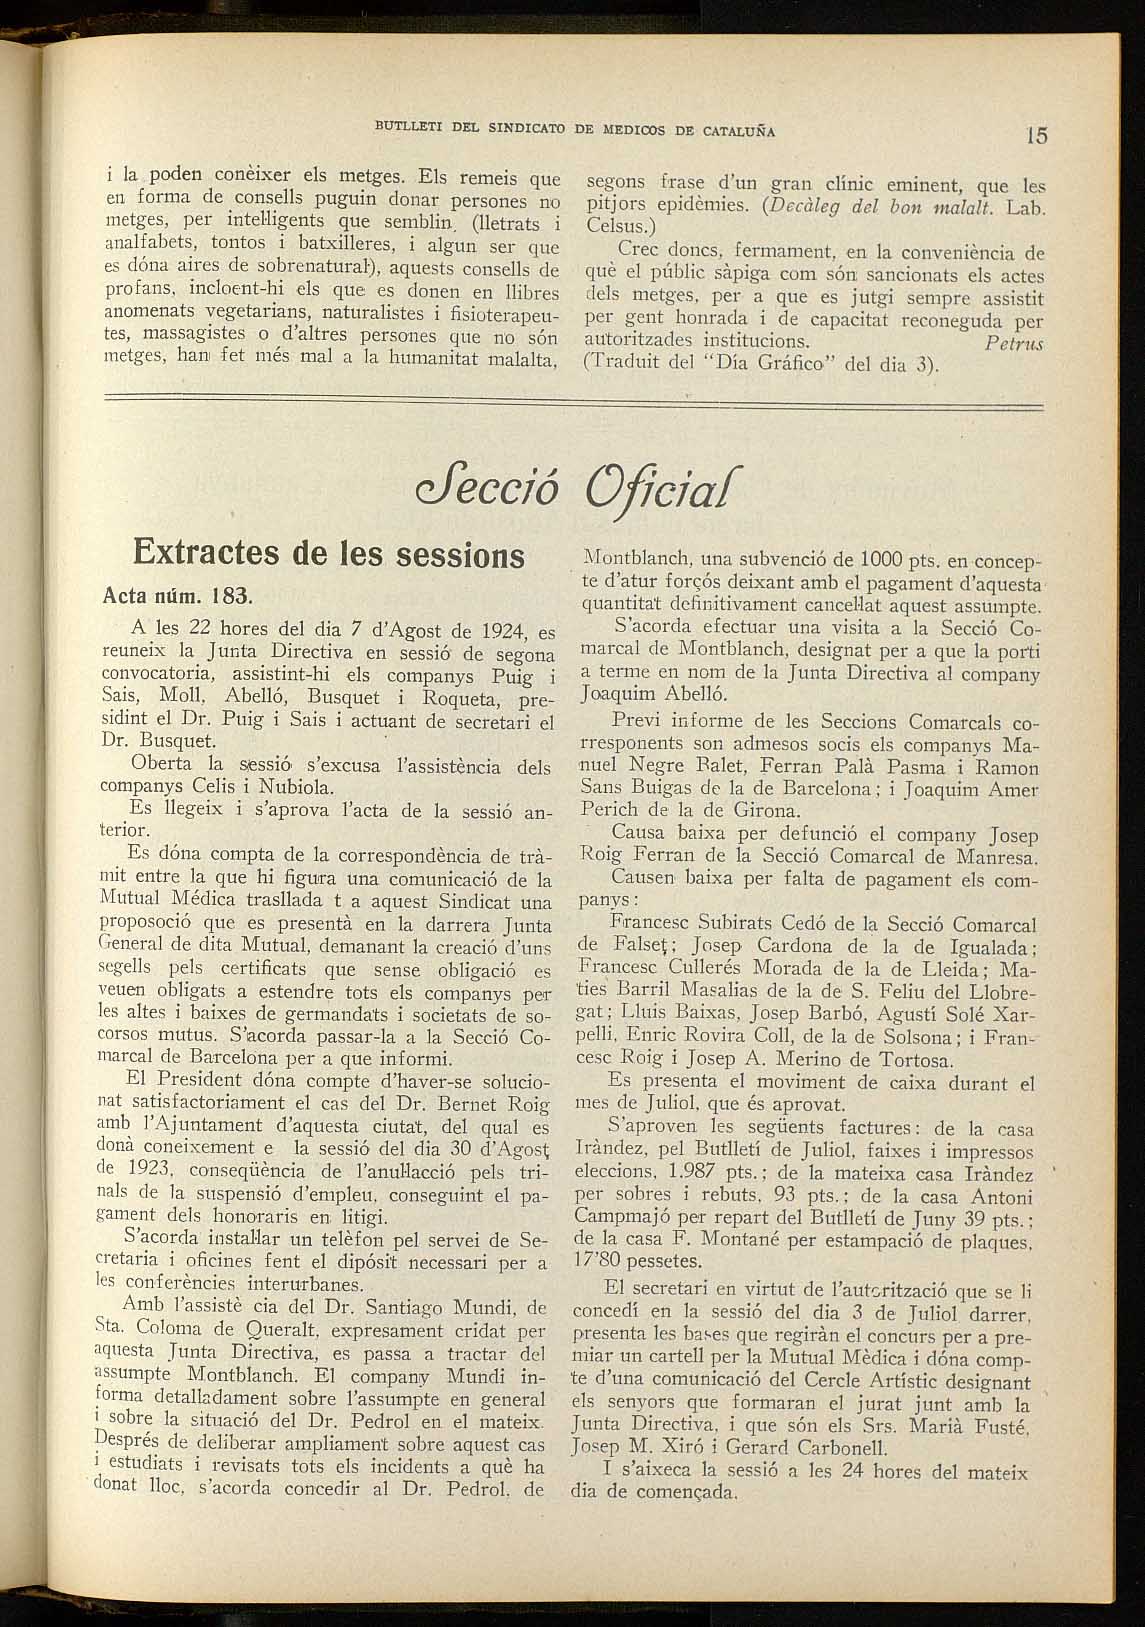 BUTLLETI DEL SINDICATO DE MEDICOS DE CATALUÑA
15
i la poden conèixer els metges. Els remeis que
en forma de consells puguin donar persones no
metges, per intel·ligents que semblin, (lletrats i
analfabets, tontos i batxilleres, i algun ser que
es dóna aires de sobrenatural), aquests consells de
profans, incloent-hi els que es donen en llibres
anomenats vegetarians, naturalistes i fisioterapeu-
tes, massagistes o d'altres persones que no són
metges, han fet més mal a la humanitat malalta,
segons frase d'un gran clínic eminent, que les
pitjors epidèmies. (Decàleg del bon malalt. Lab.
Celsus.)
Crec doncs, fermament, en la conveniència de
què el públic sàpiga com són sancionats els actes
dels metges, per a que es jutgi sempre assistit
per gent honrada i de capacitat reconeguda per
autoritzades institucions. Petrus
(Traduit del "Día Gráfico" del dia 3).
Secció Oficial
Extractes de les sessions
Acta núm. 183.
A les 22 hores del dia 7 d'Agost de 1924, es
reuneix la Junta Directiva en sessió de segona
convocatoria, assistint-hi els companys Puig i
Sais, Moll, Abelló, Busquet i Roqueta, pre-
sidint el Dr. Puig i Sais i actuant de secretari el
Dr. Busquet.
Oberta la sessió s'excusa l'assistència dels
companys Celis i Nubiola.
Es llegeix i s'aprova l'acta de la sessió an-
terior.
Es dóna compta de la correspondència de trà-
mit entre la que hi figura una comunicació de la
Mutual Médica trasllada t a aquest Sindicat una
proposoció que es presentà en la darrera Junta
General de dita Mutual, demanant la creació d'uns
segells pels certificats que sense obligació es
veuen obligats a estendre tots els companys per
les altes i baixes de germandats i societats de so-
corsos mutus. S'acorda passar-la a la Secció Co-
marcal de Barcelona per a que informi.
El President dóna compte d'haver-se solucio-
nat satisfactoriament el cas del Dr. Bernet Roig
amb l'Ajuntament d'aquesta ciutat, del qual es
donà coneixement e la sessió del dia 30 d'Agost
de 1923, conseqüència de l'anul·lacció pels tri-
nals de la suspensió d'empleu, conseguint el pa-
gament dels honoraris en litigi.
S'acorda instal·lar un telèfon pel servei de Se-
cretaria i oficines fent el dipósit necessari per a
les conferències interurbanes.
Amb l'assistè cia del Dr. Santiago Mundi, de
Sta. Coloma de Queralt, expresament cridat per
aquesta Junta Directiva, es passa a tractar del
assumpte Montblanch. El company Mundi in-
forma detalladament sobre l'assumpte en general
i sobre la situació del Dr. Pedrol en el mateix.
Després de deliberar ampliament sobre aquest cas
i estudiats i revisats tots els incidents a què ha
donat lloc, s'acorda concedir al Dr. Pedrol, de
Montblanch, una subvenció de 1000 pts. en concep-
te d'atur forçós deixant amb el pagament d'aquesta
quantitat definitivament cancel·lat aquest assumpte.
S'acorda efectuar una visita a la Secció Co-
marcal de Montblanch, designat per a que la porti
a terme en nom de la Junta Directiva al company
Joaquim Abelló.
Previ informe de les Seccions Comarcals co-
rresponents son admesos socis els companys Ma-
nuel Negre Balet, Ferran Palà Pasma i Ramon
Sans Buigas de la de Barcelona; i Joaquim Amer
Perich de la de Girona.
Causa baixa per defunció el company Josep
Roig Ferran de la Secció Comarcal de Manresa.
Causen baixa per falta de pagament els com-
panys:
Francesc Subirats Cedó de la Secció Comarcal
de Falset; Josep Cardona de la de Igualada;
Francesc Cullerés Morada de la de Lleida; Ma-
ties Barril Masalias de la de S. Feliu del Llobre-
gat; Lluis Baixas, Josep Barbó, Agustí Solé Xar-
pelli, Enric Rovira Coll, de la de Solsona; i Fran-
cesc Roig i Josep A. Merino de Tortosa.
Es presenta el moviment de caixa durant el
mes de Juliol, que és aprovat.
S'aproven les següents factures: de la casa
Iràndez, pel Butlletí de Juliol, faixes i impressos
eleccions, 1.987 pts.; de la mateixa casa Iràndez
per sobres i rebuts, 93 pts.; de la casa Antoni
Campmajó per repart del Butlletí de Juny 39 pts.;
de la casa F. Montané per estampació de plaques,
17'80 pessetes.
El secretari en virtut de l'autorització que se li
concedí en la sessió del dia 3 de Juliol darrer,
presenta les bases que regiràn el concurs per a pre-
miar un cartell per la Mutual Mèdica i dóna comp-
te d'una comunicació del Cercle Artístic designant
els senyors que formaran el jurat junt amb la
Junta Directiva, i que són els Srs. Marià Fusté,
Josep M. Xiró i Gerard Carbonell.
I s'aixeca la sessió a les 24 hores del mateix
dia de començada.